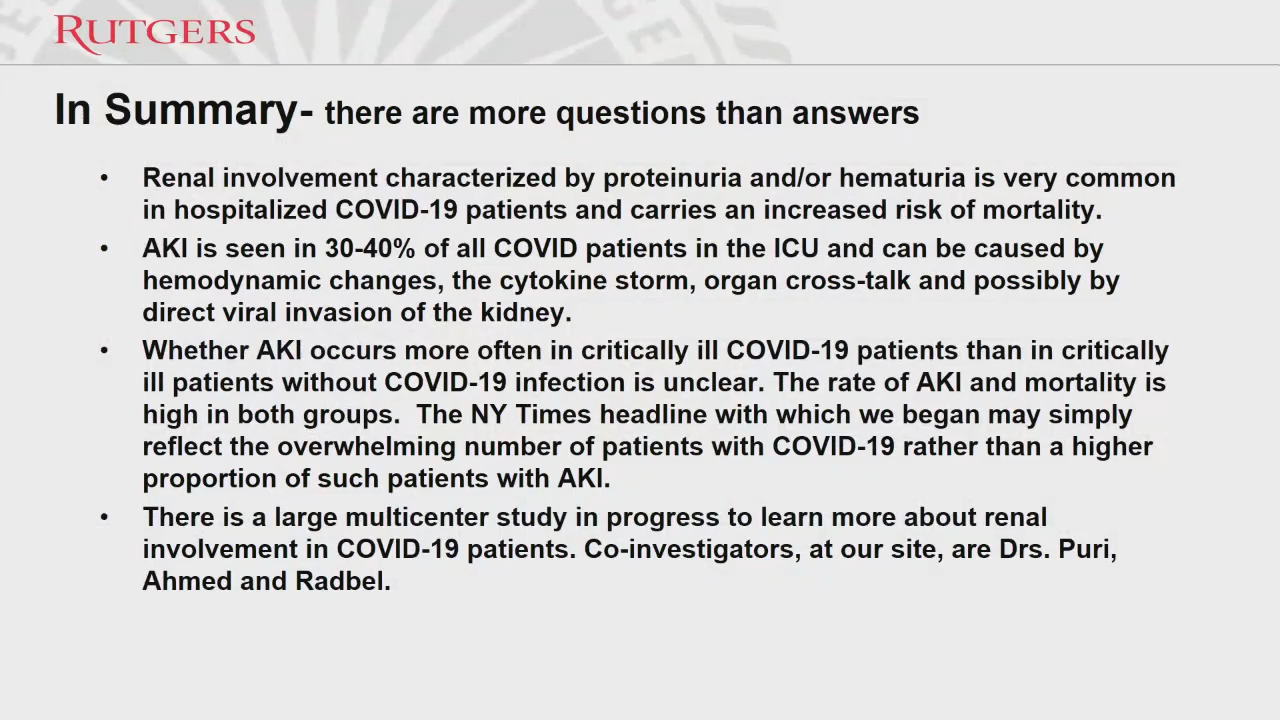 RUTGERS
In Summary- there are more questions than answers
• Renal involvement characterized by proteinuria and/or hematuria is very common
in hospitalized COVID-19 patients and carries an increased risk of mortality.
• AKI is seen in 30-40% of all COVID patients in the ICU and can be caused by
hemodynamic changes, the cytokine storm, organ cross-talk and possibly by
direct viral invasion of the kidney.
• Whether AKI occurs more often in critically ill COVID-19 patients than in critically
ill patients without COVID-19 infection is unclear. The rate of AKI and mortality is
high in both groups.  The NY Times headline with which we began may simply
reflect the overwhelming number of patients with COVID-19 rather than a higher
proportion of such patients with AKI.
• There is a large multicenter study in progress to learn more about renal
involvement in COVID-19 patients. Co-investigators, at our site, are Drs. Puri,
Ahmed and Radbel.